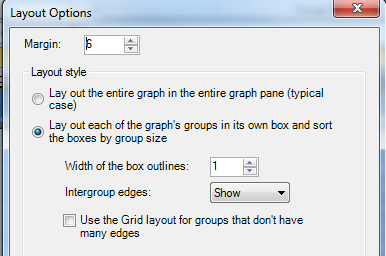 Layout Options
Margin: 6
Layout style
Lay out the entire graph in the entire graph pane (typical
case)
Lay out each of the graph's groups in its own box and sort
the boxes by group size
Width of the box outlines: 1
Intergroup edges: Show
Use the Grid layout for groups that don't have
many edges